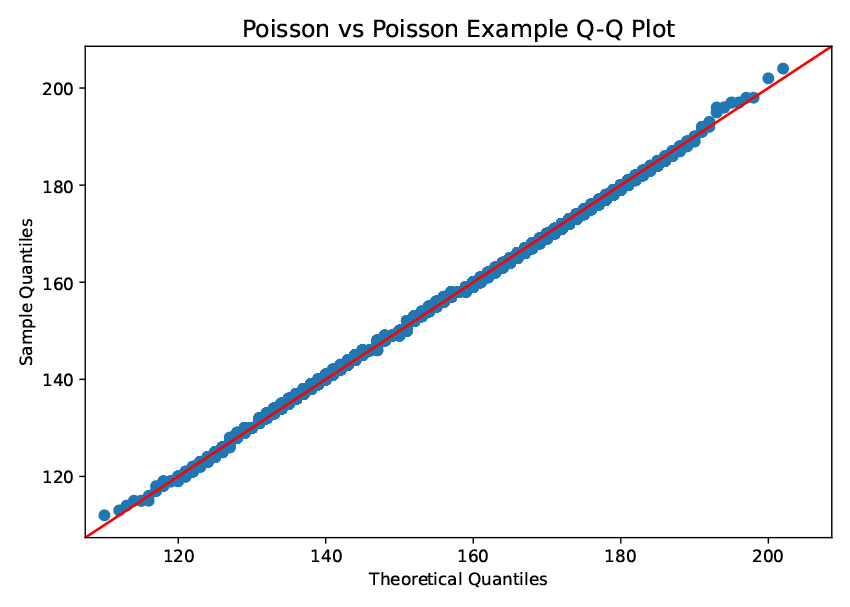 Poisson vs Poisson Example Q-Q Plot
200
180
160
140
120
Sample Quantiles
120 140 160 180 200
Theoretical Quantiles